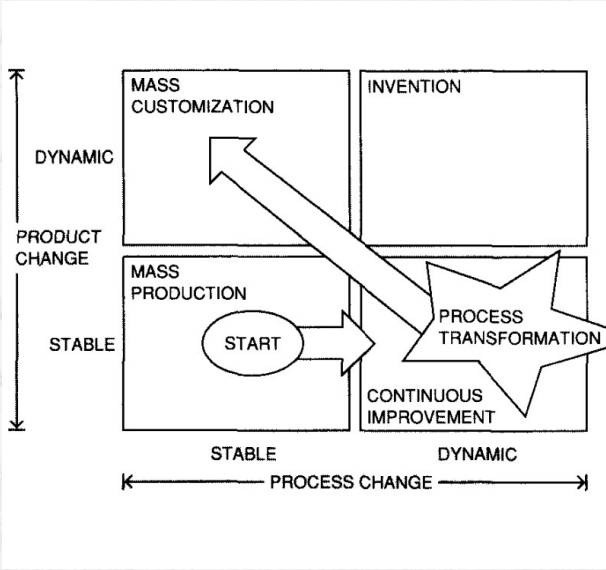 MASS
CUSTOMIZATION
INVENTION
DYNAMIC
PRODUCT
CHANGE
MASS
PRODUCTION
START
PROCESS
TRANSFORMATION
STABLE
CONTINUOUS
IMPROVEMENT
STABLE
DYNAMIC
PROCESS CHANGE